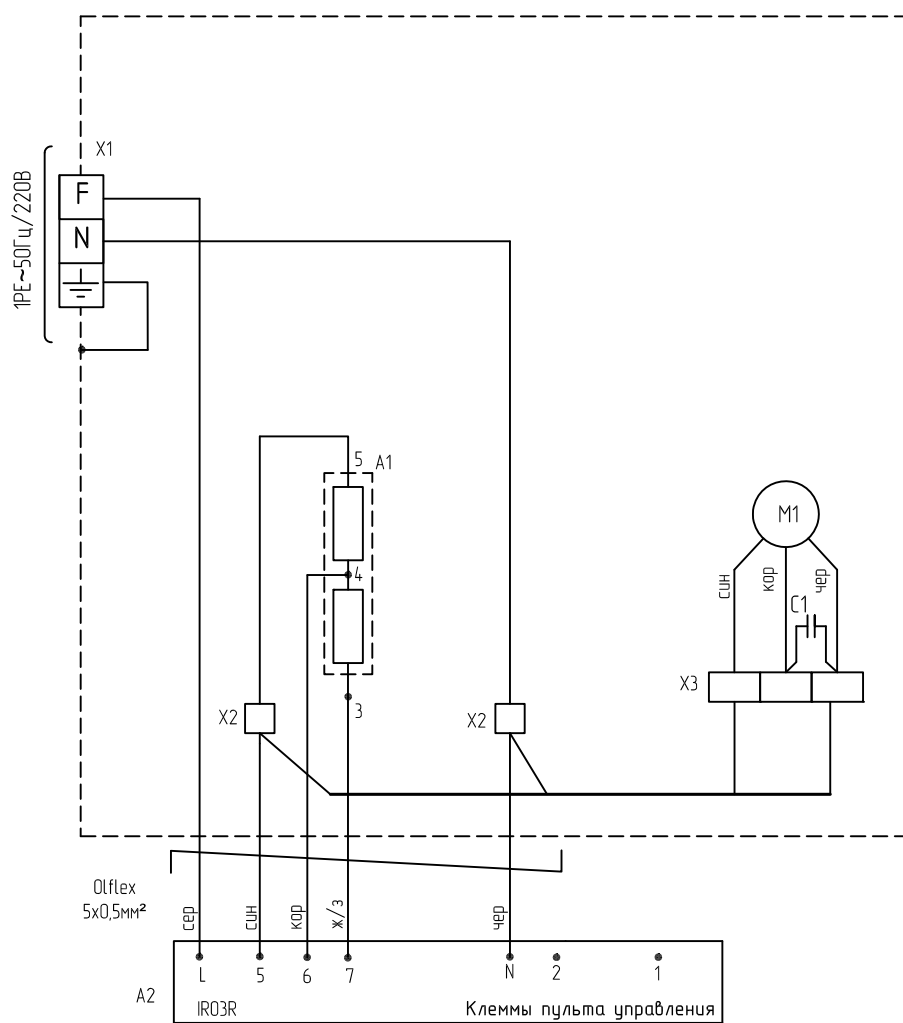 X1
1PE~50Гц/220В
F
N
5
A1
4
3
X2
X2
M1
син
кор
чер
C1
X3
Olflex
5x0,5мм²
сер
син
кор
ж/з
чер
L
5
6
7
N
2
1
A2
IR03R
Клеммы пульта управления